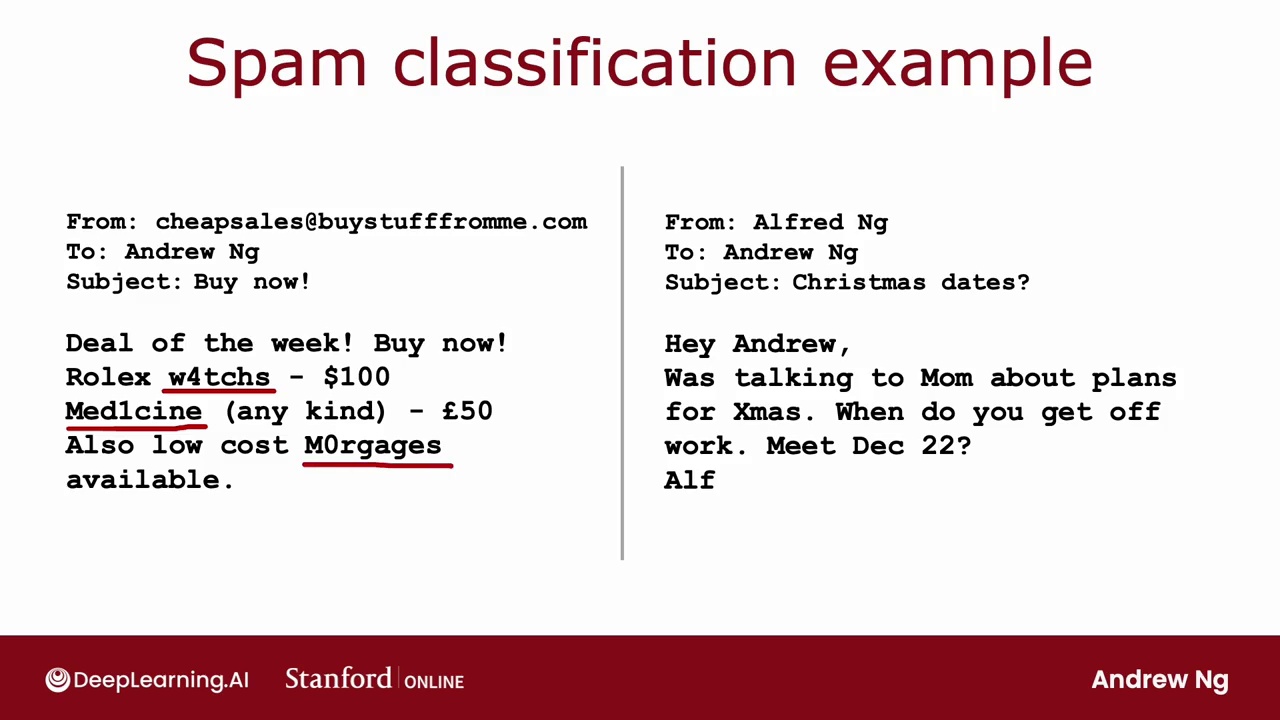 Spam classification example
From: cheapsales@buystufffromme.com
To: Andrew Ng
Subject: Buy now!
Deal of the week! Buy now!
Rolex w4tchs - $100
Med1cine (any kind) - £50
Also low cost M0rgages
available.
From: Alfred Ng
To: Andrew Ng
Subject: Christmas dates?
Hey Andrew,
Was talking to Mom about plans
for Xmas. When do you get off
work. Meet Dec 22?
Alf
DeepLearning.AI
Stanford ONLINE
Andrew Ng